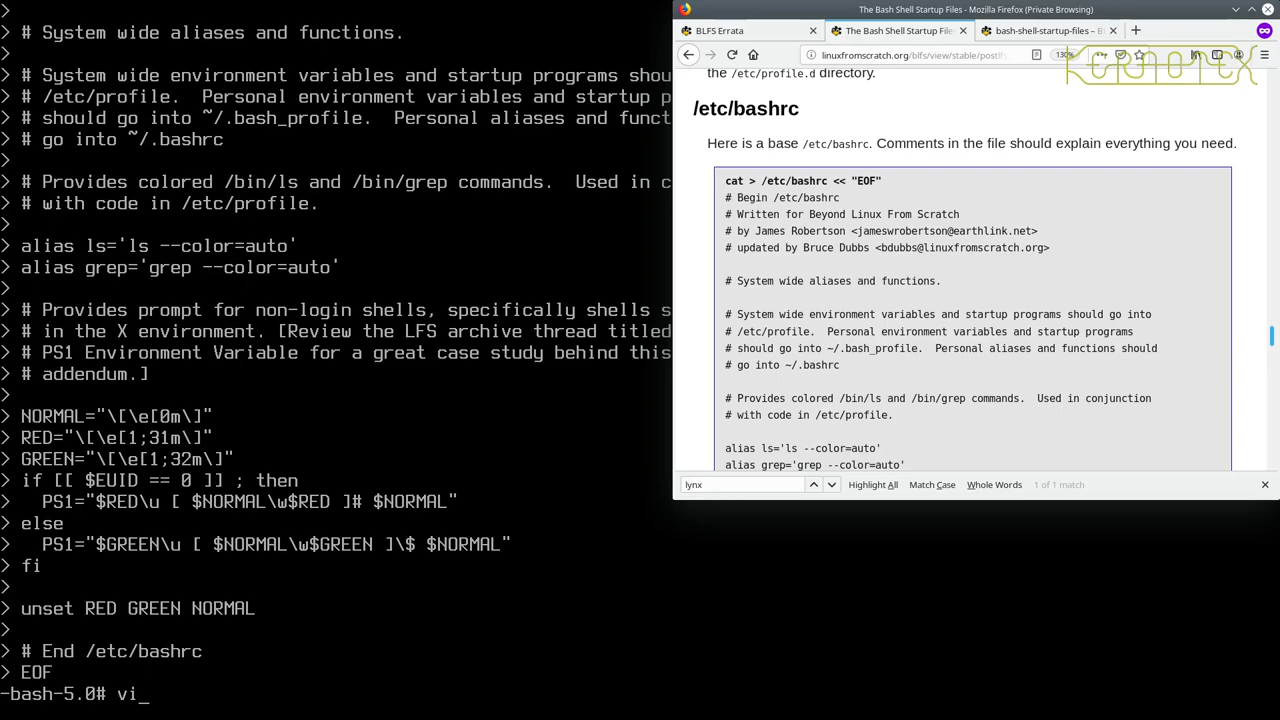 >
> # System wide aliases and functions.
>
> # System wide environment variables and startup programs shou
> # /etc/profile.  Personal environment variables and startup p
> # should go into ~/.bash_profile.  Personal aliases and funct
> # go into ~/.bashrc
>
> # Provides colored /bin/ls and /bin/grep commands.  Used in c
> # with code in /etc/profile.
>
> alias ls='ls --color=auto'
> alias grep='grep --color=auto'
>
> # Provides prompt for non-login shells, specifically shells s
> # in the X environment. [Review the LFS archive thread titled
> # PS1 Environment Variable for a great case study behind this
> # addendum.]
>
> NORMAL="\[\e[0m\]"
> RED="\[\e[1;31m\]"
> GREEN="\[\e[1;32m\]"
> if [[ $EUID == 0 ]] ; then
>   PS1="$RED\u [ $NORMAL\w$RED ]# $NORMAL"
> else
>   PS1="$GREEN\u [ $NORMAL\w$GREEN ]\$ $NORMAL"
> fi
>
> unset RED GREEN NORMAL
>
> # End /etc/bashrc
> EOF
-bash-5.0# vi_
The Bash Shell Startup Files - Mozilla Firefox (Private Browsing)
BLFS Errata
The Bash Shell Startup File
bash-shell-startup-files – B
linuxfromscratch.org/blfs/view/stable/postlf
130%
KERNOTEX
the /etc/profile.d directory.
/etc/bashrc
Here is a base /etc/bashrc. Comments in the file should explain everything you need.
cat > /etc/bashrc << "EOF"
# Begin /etc/bashrc
# Written for Beyond Linux From Scratch
# by James Robertson <jameswrobertson@earthlink.net>
# updated by Bruce Dubbs <bdubbs@linuxfromscratch.org>
# System wide aliases and functions.
# System wide environment variables and startup programs should go into
# /etc/profile.  Personal environment variables and startup programs
# should go into ~/.bash_profile.  Personal aliases and functions should
# go into ~/.bashrc
# Provides colored /bin/ls and /bin/grep commands.  Used in conjunction
# with code in /etc/profile.
alias ls='ls --color=auto'
alias grep='grep --color=auto'
lynx
Highlight All
Match Case
Whole Words
1 of 1 match